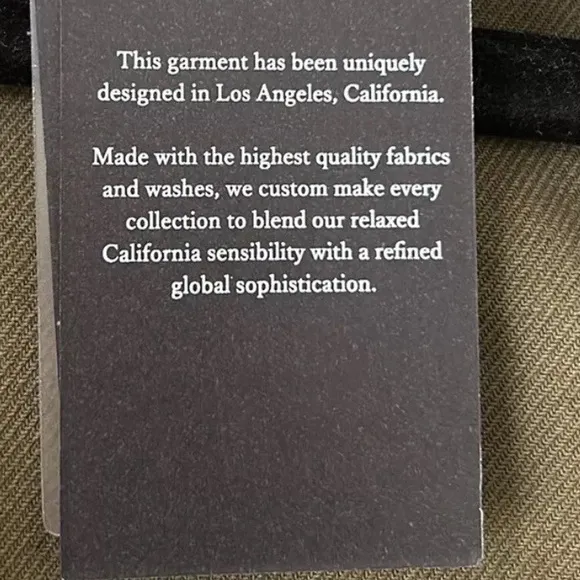 This garment has been uniquely
designed in Los Angeles, California.
Made with the highest quality fabrics
and washes, we custom make every
collection to blend our relaxed
California sensibility with a refined
global sophistication.